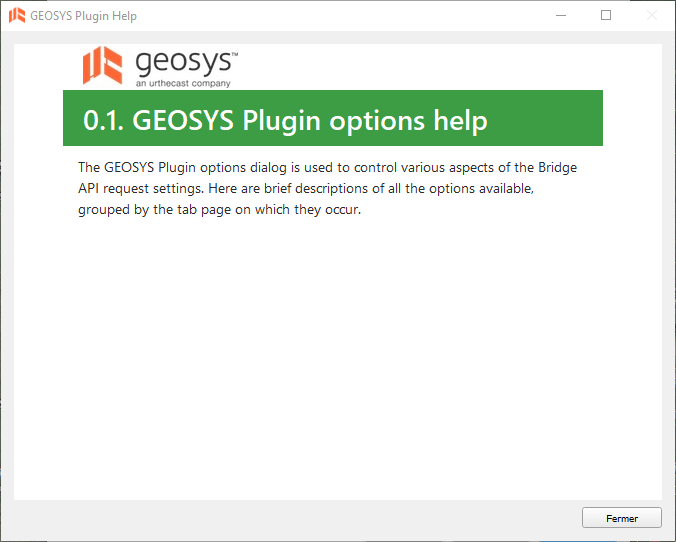 GEOSYS Plugin Help
geosys™
an urthecast company
0.1. GEOSYS Plugin options help
The GEOSYS Plugin options dialog is used to control various aspects of the Bridge
API request settings. Here are brief descriptions of all the options available,
grouped by the tab page on which they occur.
Fermer